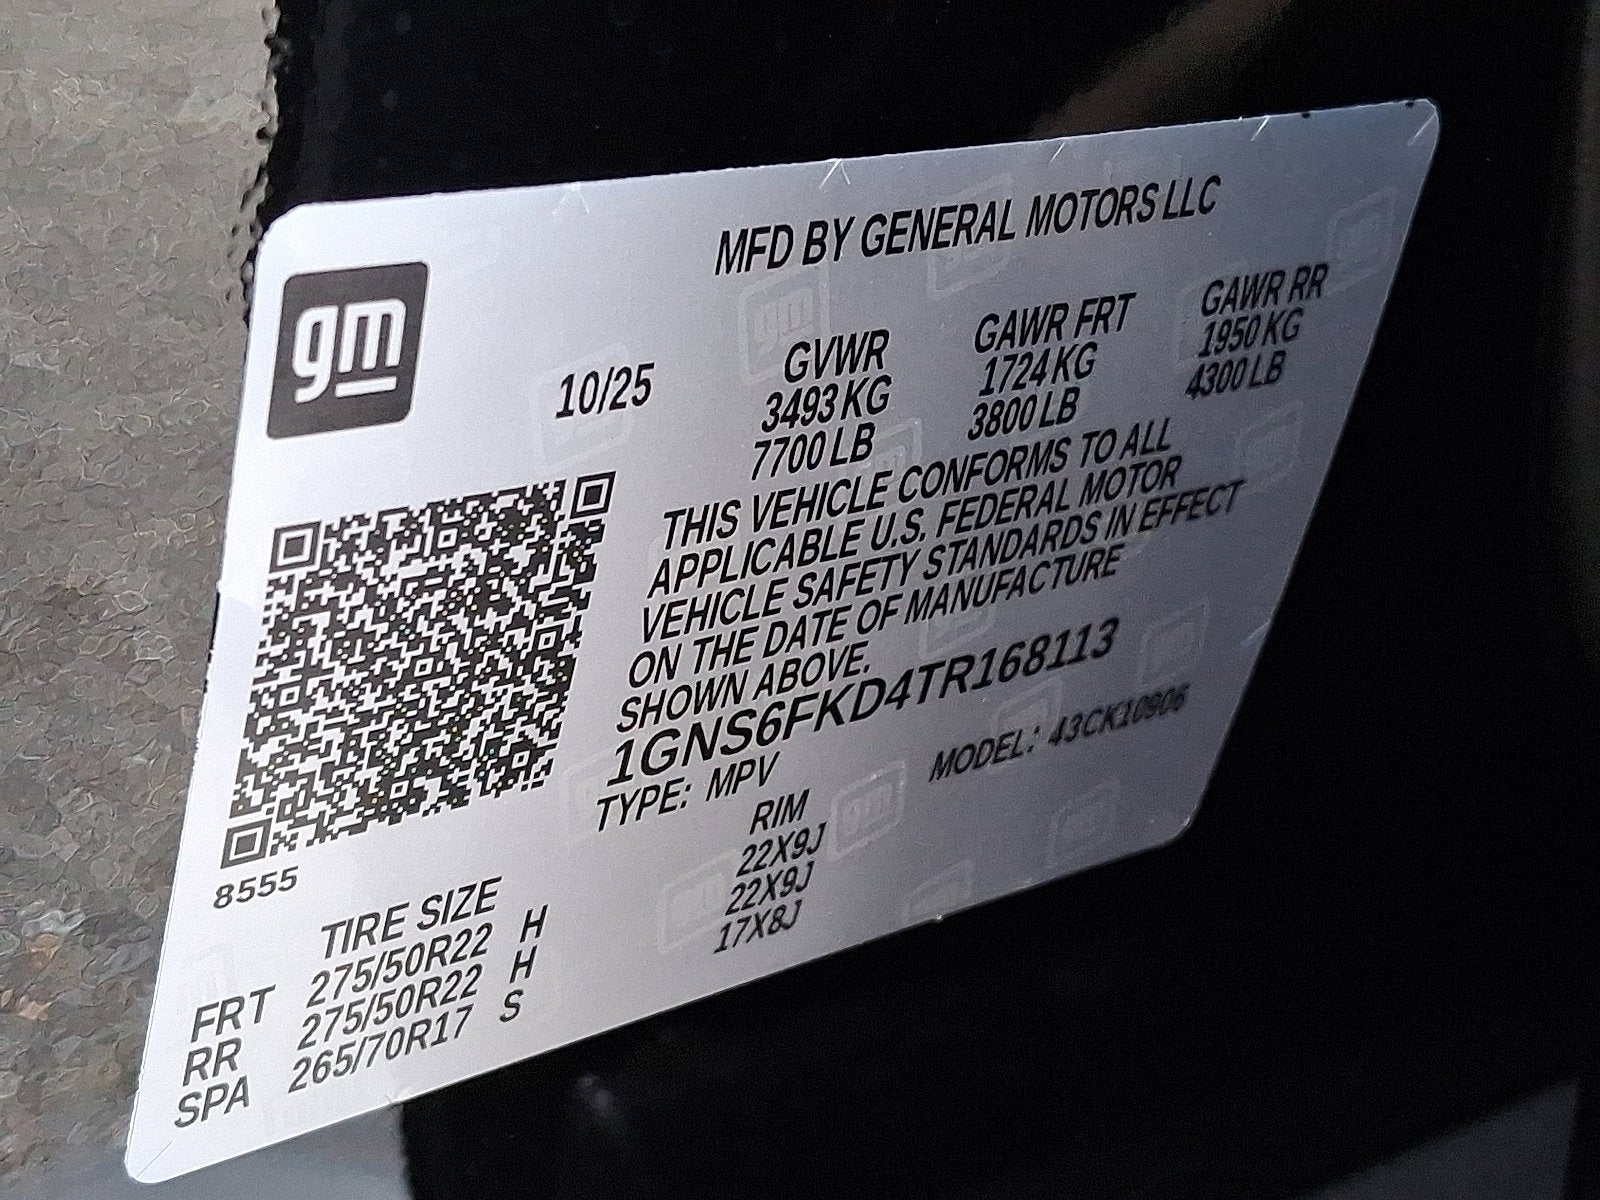 gm
MFD BY GENERAL MOTORS LLC
10/25
GVWR
3493 KG
7700 LB
GAWR FRT
1724 KG
3800 LB
GAWR RR
1950 KG
4300 LB
THIS VEHICLE CONFORMS TO ALL
APPLICABLE U.S. FEDERAL MOTOR
VEHICLE SAFETY STANDARDS IN EFFECT
ON THE DATE OF MANUFACTURE
SHOWN ABOVE.
1GNS6FKD4TR168113
TYPE: MPV MODEL: 43CK10906
8555
TIRE SIZE RIM
FRT 275/50R22 H 22X9J
RR 275/50R22 H 22X9J
SPA 265/70R17 S 17X8J